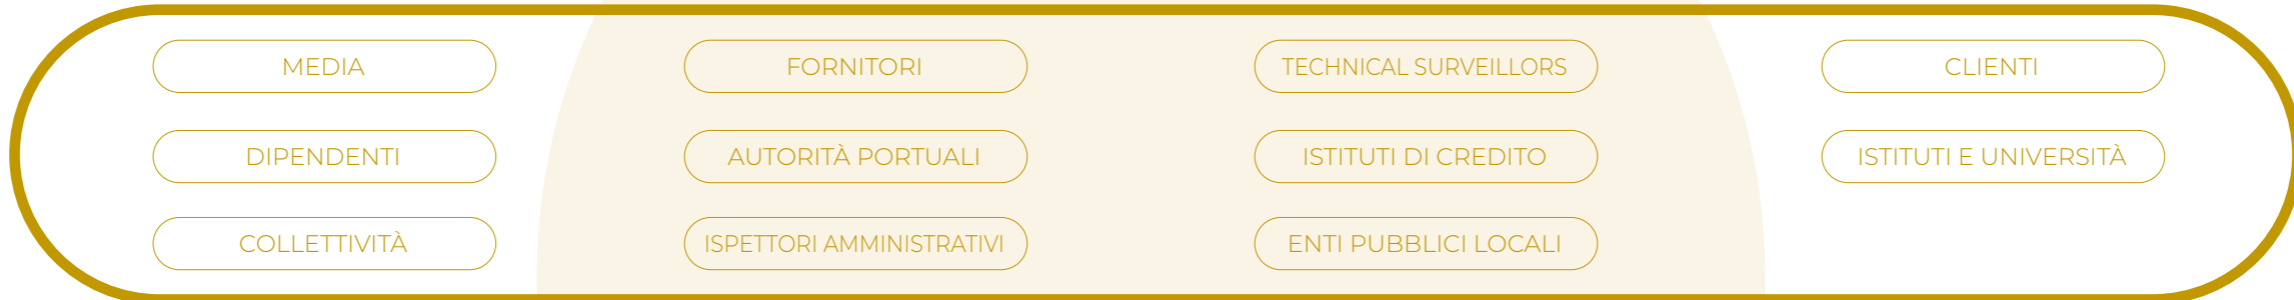 MEDIA
FORNITORI
TECHNICAL SURVEILLORS
CLIENTI
DIPENDENTI
AUTORITÀ PORTUALI
ISTITUTI DI CREDITO
ISTITUTI E UNIVERSITÀ
COLLETTIVITÀ
ISPETTORI AMMINISTRATIVI
ENTI PUBBLICI LOCALI